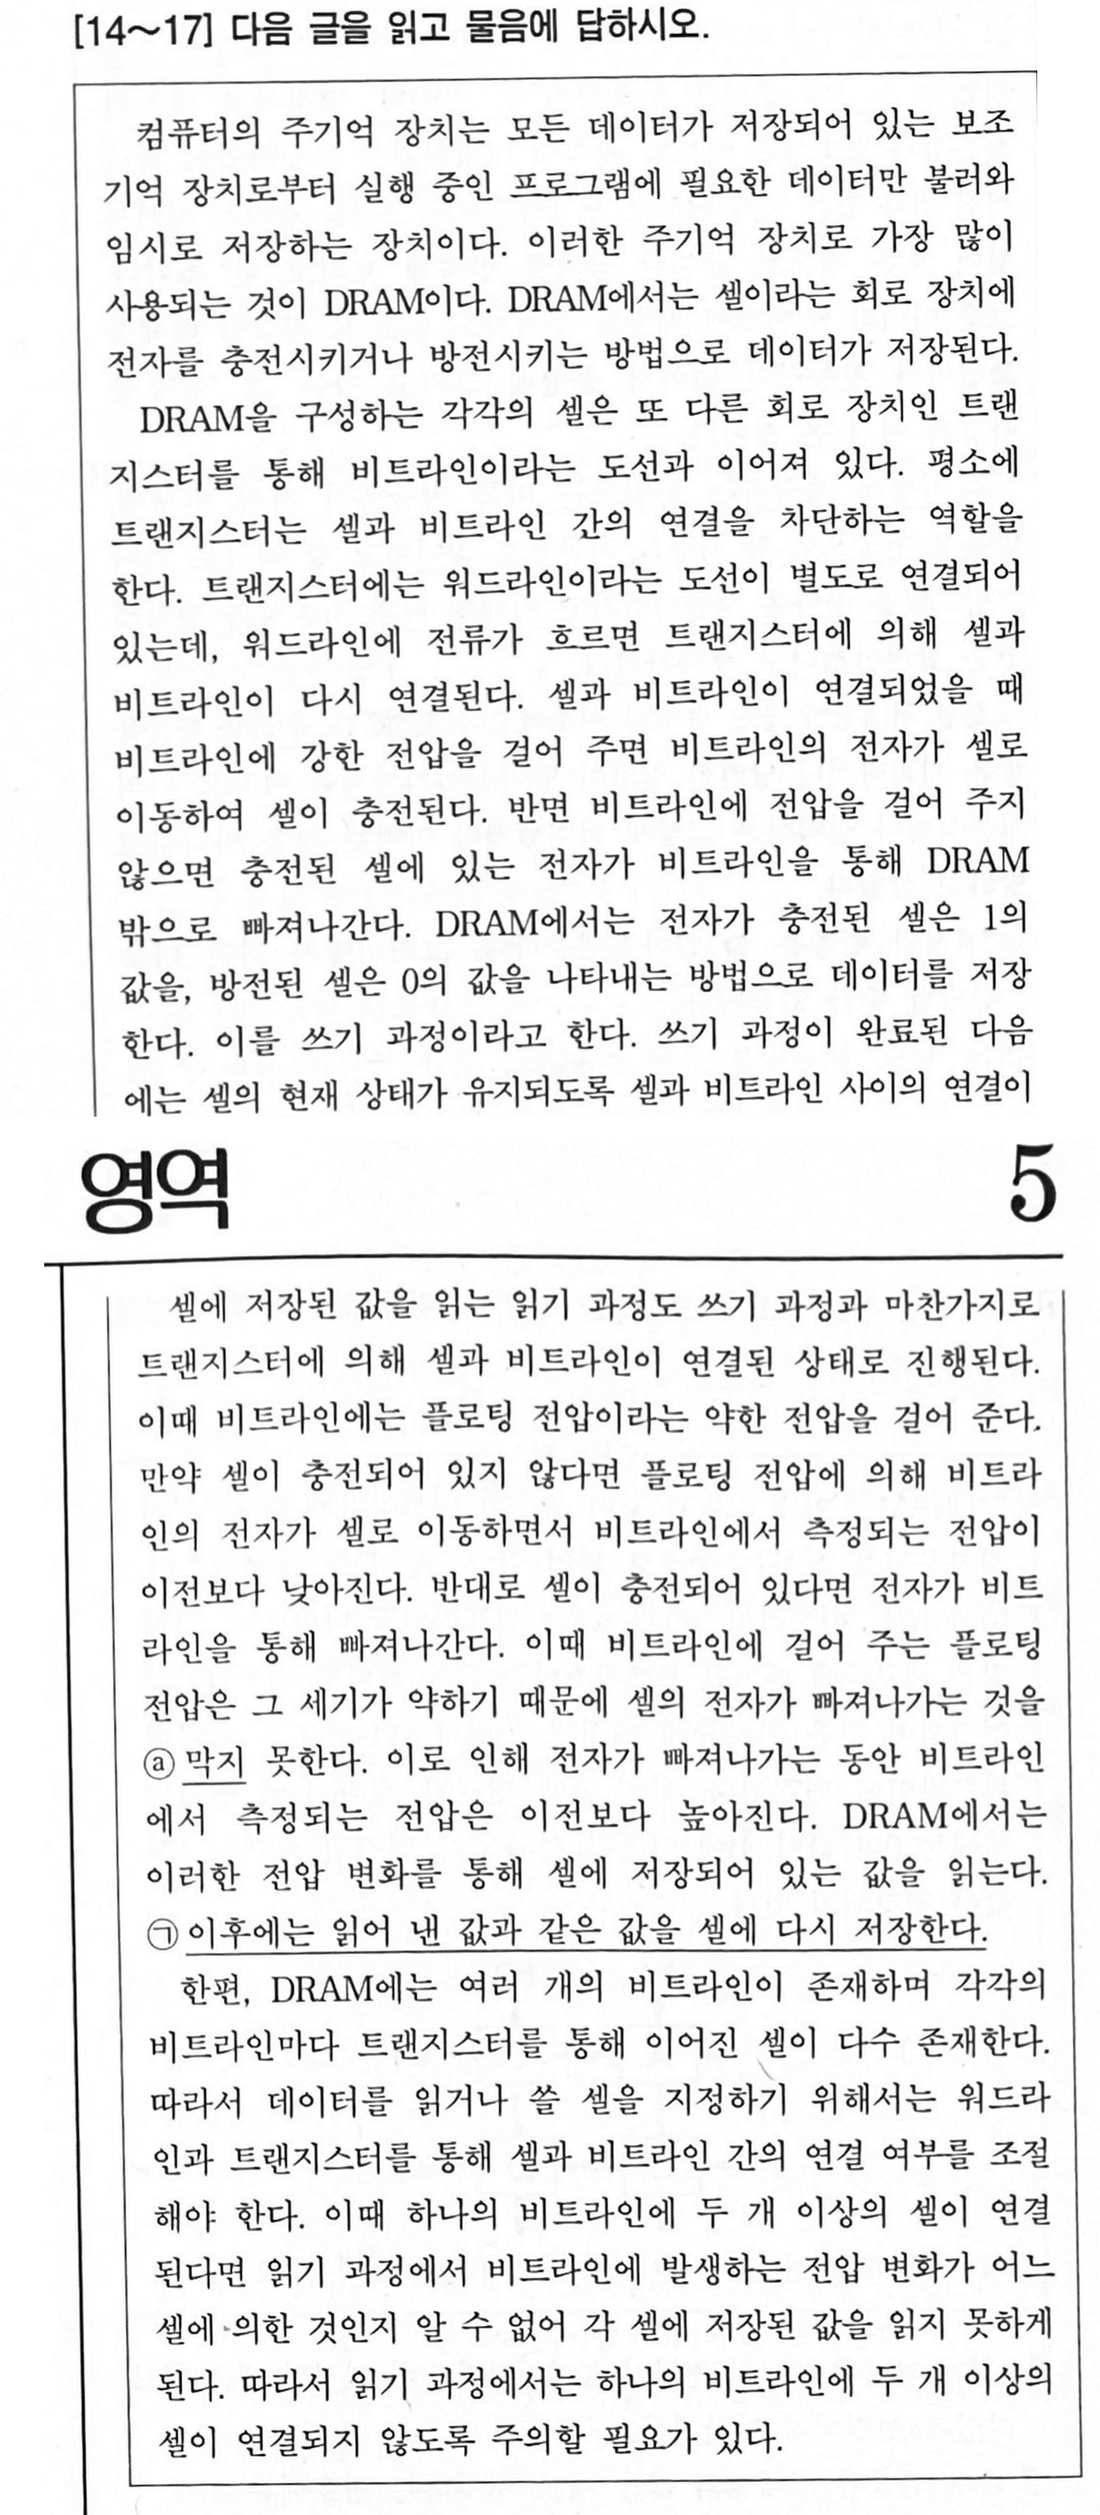 [14～17] 다음 글을 읽고 물음에 답하시오.
컴퓨터의 주기억 장치는 모든 데이터가 저장되어 있는 보조
기억 장치로부터 실행 중인 프로그램에 필요한 데이터만 불러와
임시로 저장하는 장치이다. 이러한 주기억 장치로 가장 많이
사용되는 것이 DRAM이다. DRAM에서는 셀이라는 회로 장치에
전자를 충전시키거나 방전시키는 방법으로 데이터가 저장된다.
DRAM을 구성하는 각각의 셀은 또 다른 회로 장치인 트랜
지스터를 통해 비트라인이라는 도선과 이어져 있다. 평소에
트랜지스터는 셀과 비트라인 간의 연결을 차단하는 역할을
한다. 트랜지스터에는 워드라인이라는 도선이 별도로 연결되어
있는데, 워드라인에 전류가 흐르면 트랜지스터에 의해 셀과
비트라인이 다시 연결된다. 셀과 비트라인이 연결되었을 때
비트라인에 강한 전압을 걸어 주면 비트라인의 전자가 셀로
이동하여 셀이 충전된다. 반면 비트라인에 전압을 걸어 주지
않으면 충전된 셀에 있는 전자가 비트라인을 통해 DRAM
밖으로 빠져나간다. DRAM에서는 전자가 충전된 셀은 1의
값을, 방전된 셀은 0의 값을 나타내는 방법으로 데이터를 저장
한다. 이를 쓰기 과정이라고 한다. 쓰기 과정이 완료된 다음
에는 셀의 현재 상태가 유지되도록 셀과 비트라인 사이의 연결이
영역 5
셀에 저장된 값을 읽는 읽기 과정도 쓰기 과정과 마찬가지로
트랜지스터에 의해 셀과 비트라인이 연결된 상태로 진행된다.
이때 비트라인에는 플로팅 전압이라는 약한 전압을 걸어 준다.
만약 셀이 충전되어 있지 않다면 플로팅 전압에 의해 비트라
인의 전자가 셀로 이동하면서 비트라인에서 측정되는 전압이
이전보다 낮아진다. 반대로 셀이 충전되어 있다면 전자가 비트
라인을 통해 빠져나간다. 이때 비트라인에 걸어 주는 플로팅
전압은 그 세기가 약하기 때문에 셀의 전자가 빠져나가는 것을
ⓐ막지 못한다. 이로 인해 전자가 빠져나가는 동안 비트라인
에서 측정되는 전압은 이전보다 높아진다. DRAM에서는
이러한 전압 변화를 통해 셀에 저장되어 있는 값을 읽는다.
㉠이후에는 읽어 낸 값과 같은 값을 셀에 다시 저장한다.
한편, DRAM에는 여러 개의 비트라인이 존재하며 각각의
비트라인마다 트랜지스터를 통해 이어진 셀이 다수 존재한다.
따라서 데이터를 읽거나 쓸 셀을 지정하기 위해서는 워드라
인과 트랜지스터를 통해 셀과 비트라인 간의 연결 여부를 조절
해야 한다. 이때 하나의 비트라인에 두 개 이상의 셀이 연결
된다면 읽기 과정에서 비트라인에 발생하는 전압 변화가 어느
셀에 의한 것인지 알 수 없어 각 셀에 저장된 값을 읽지 못하게
된다. 따라서 읽기 과정에서는 하나의 비트라인에 두 개 이상의
셀이 연결되지 않도록 주의할 필요가 있다.